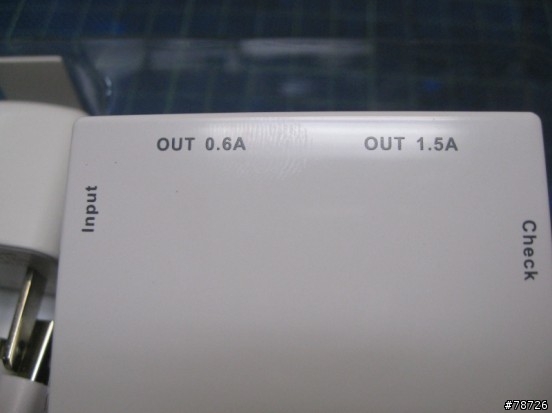 OUT 0.6A
OUT 1.5A
Input
Check
#78726